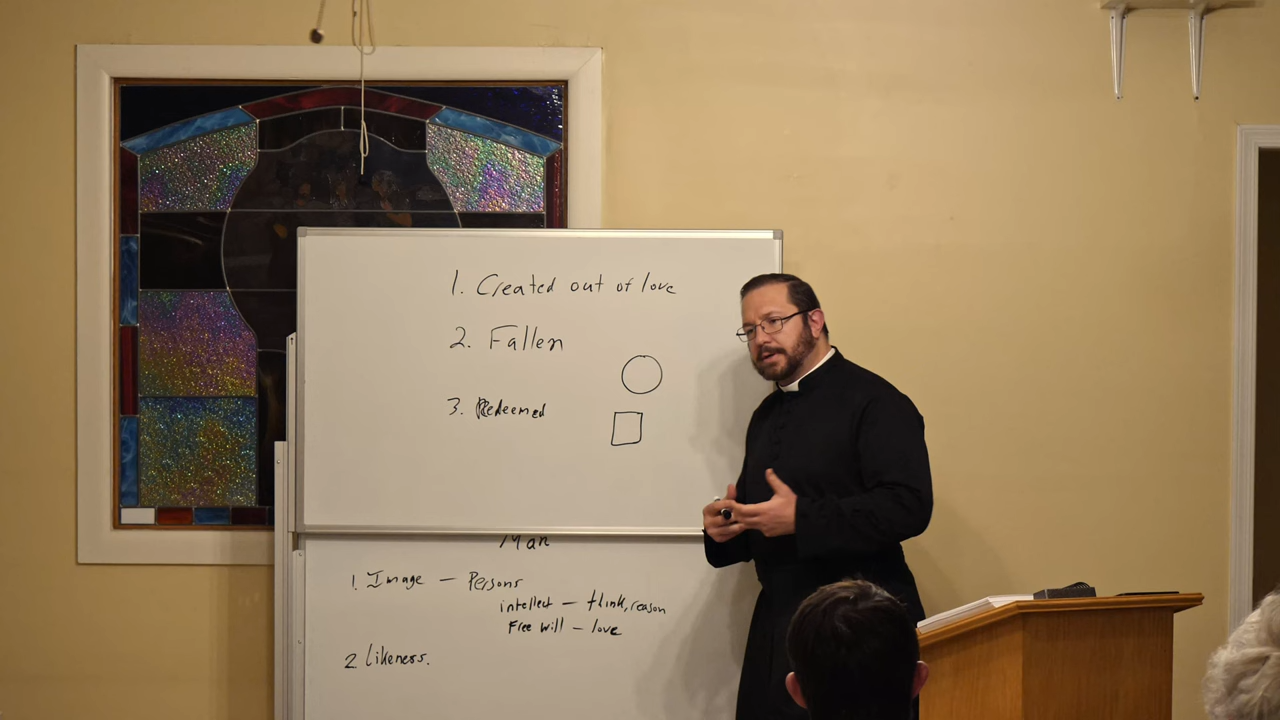 1. Created out of love
2. Fallen
3. Redeemed
Man
1. Image — Persons
intellect — think, reason
Free will — love
2. Likeness.